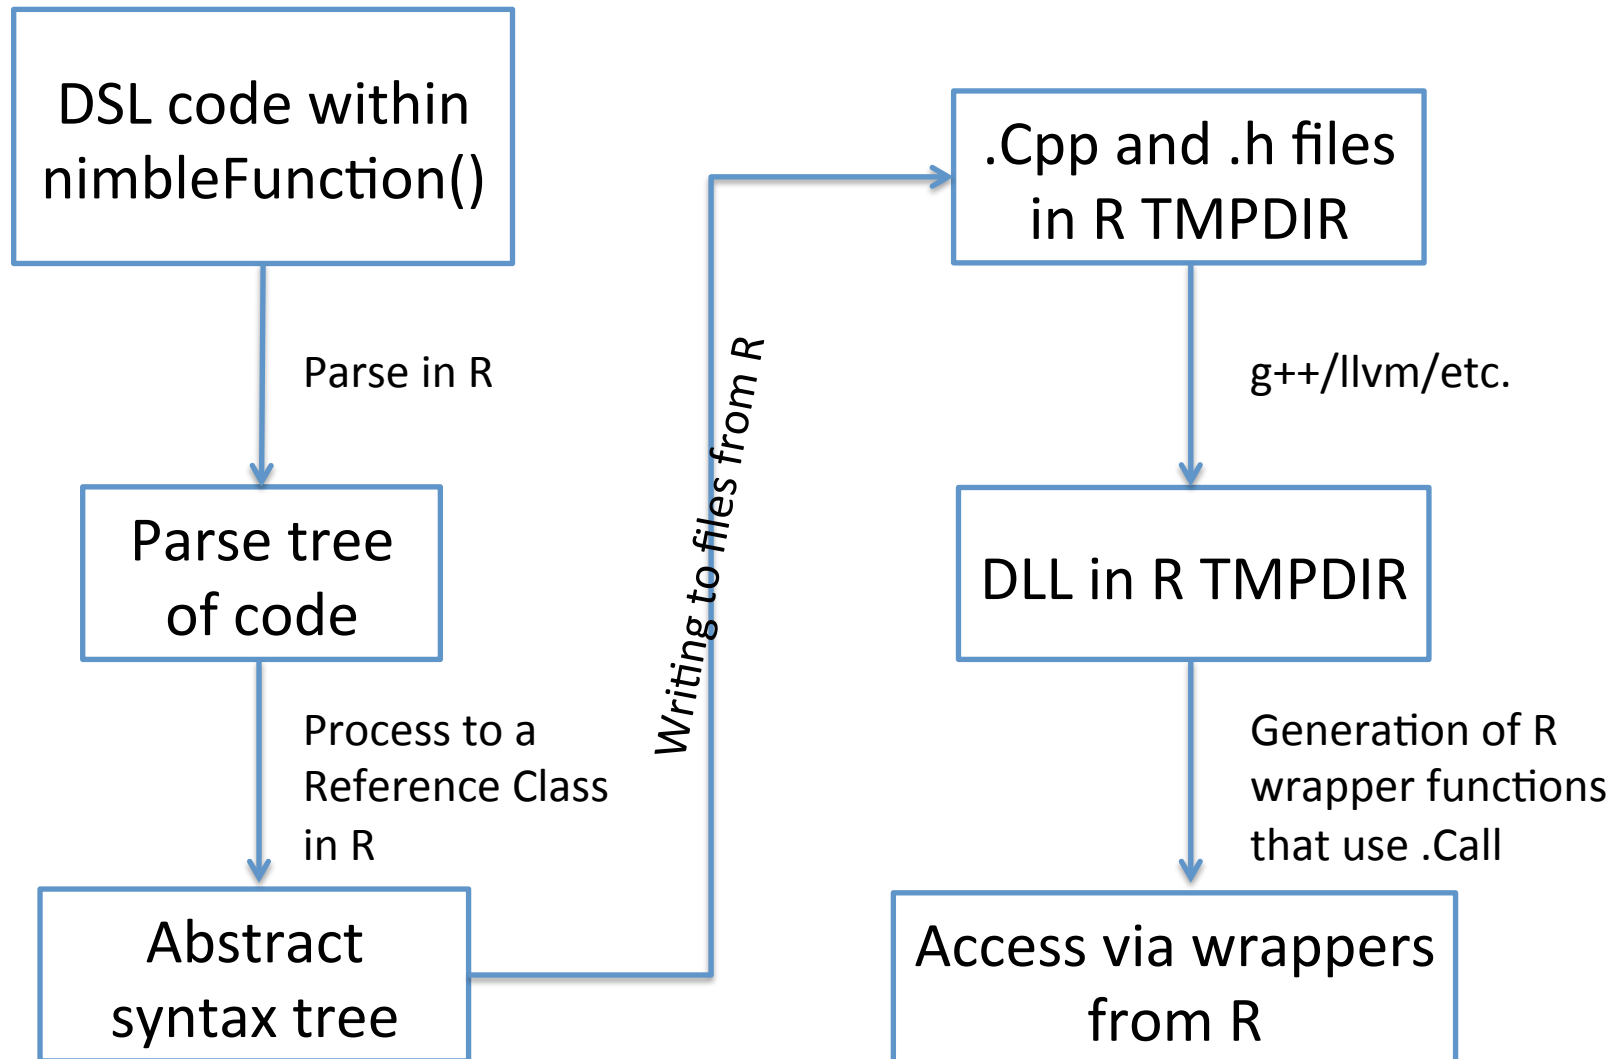 DSL code within
nimbleFunction()
Parse in R
Parse tree
of code
Process to a
Reference Class
in R
Abstract
syntax tree
Writing to files from R
.Cpp and .h files
in R TMPDIR
g++/llvm/etc.
DLL in R TMPDIR
Generation of R
wrapper functions
that use .Call
Access via wrappers
from R